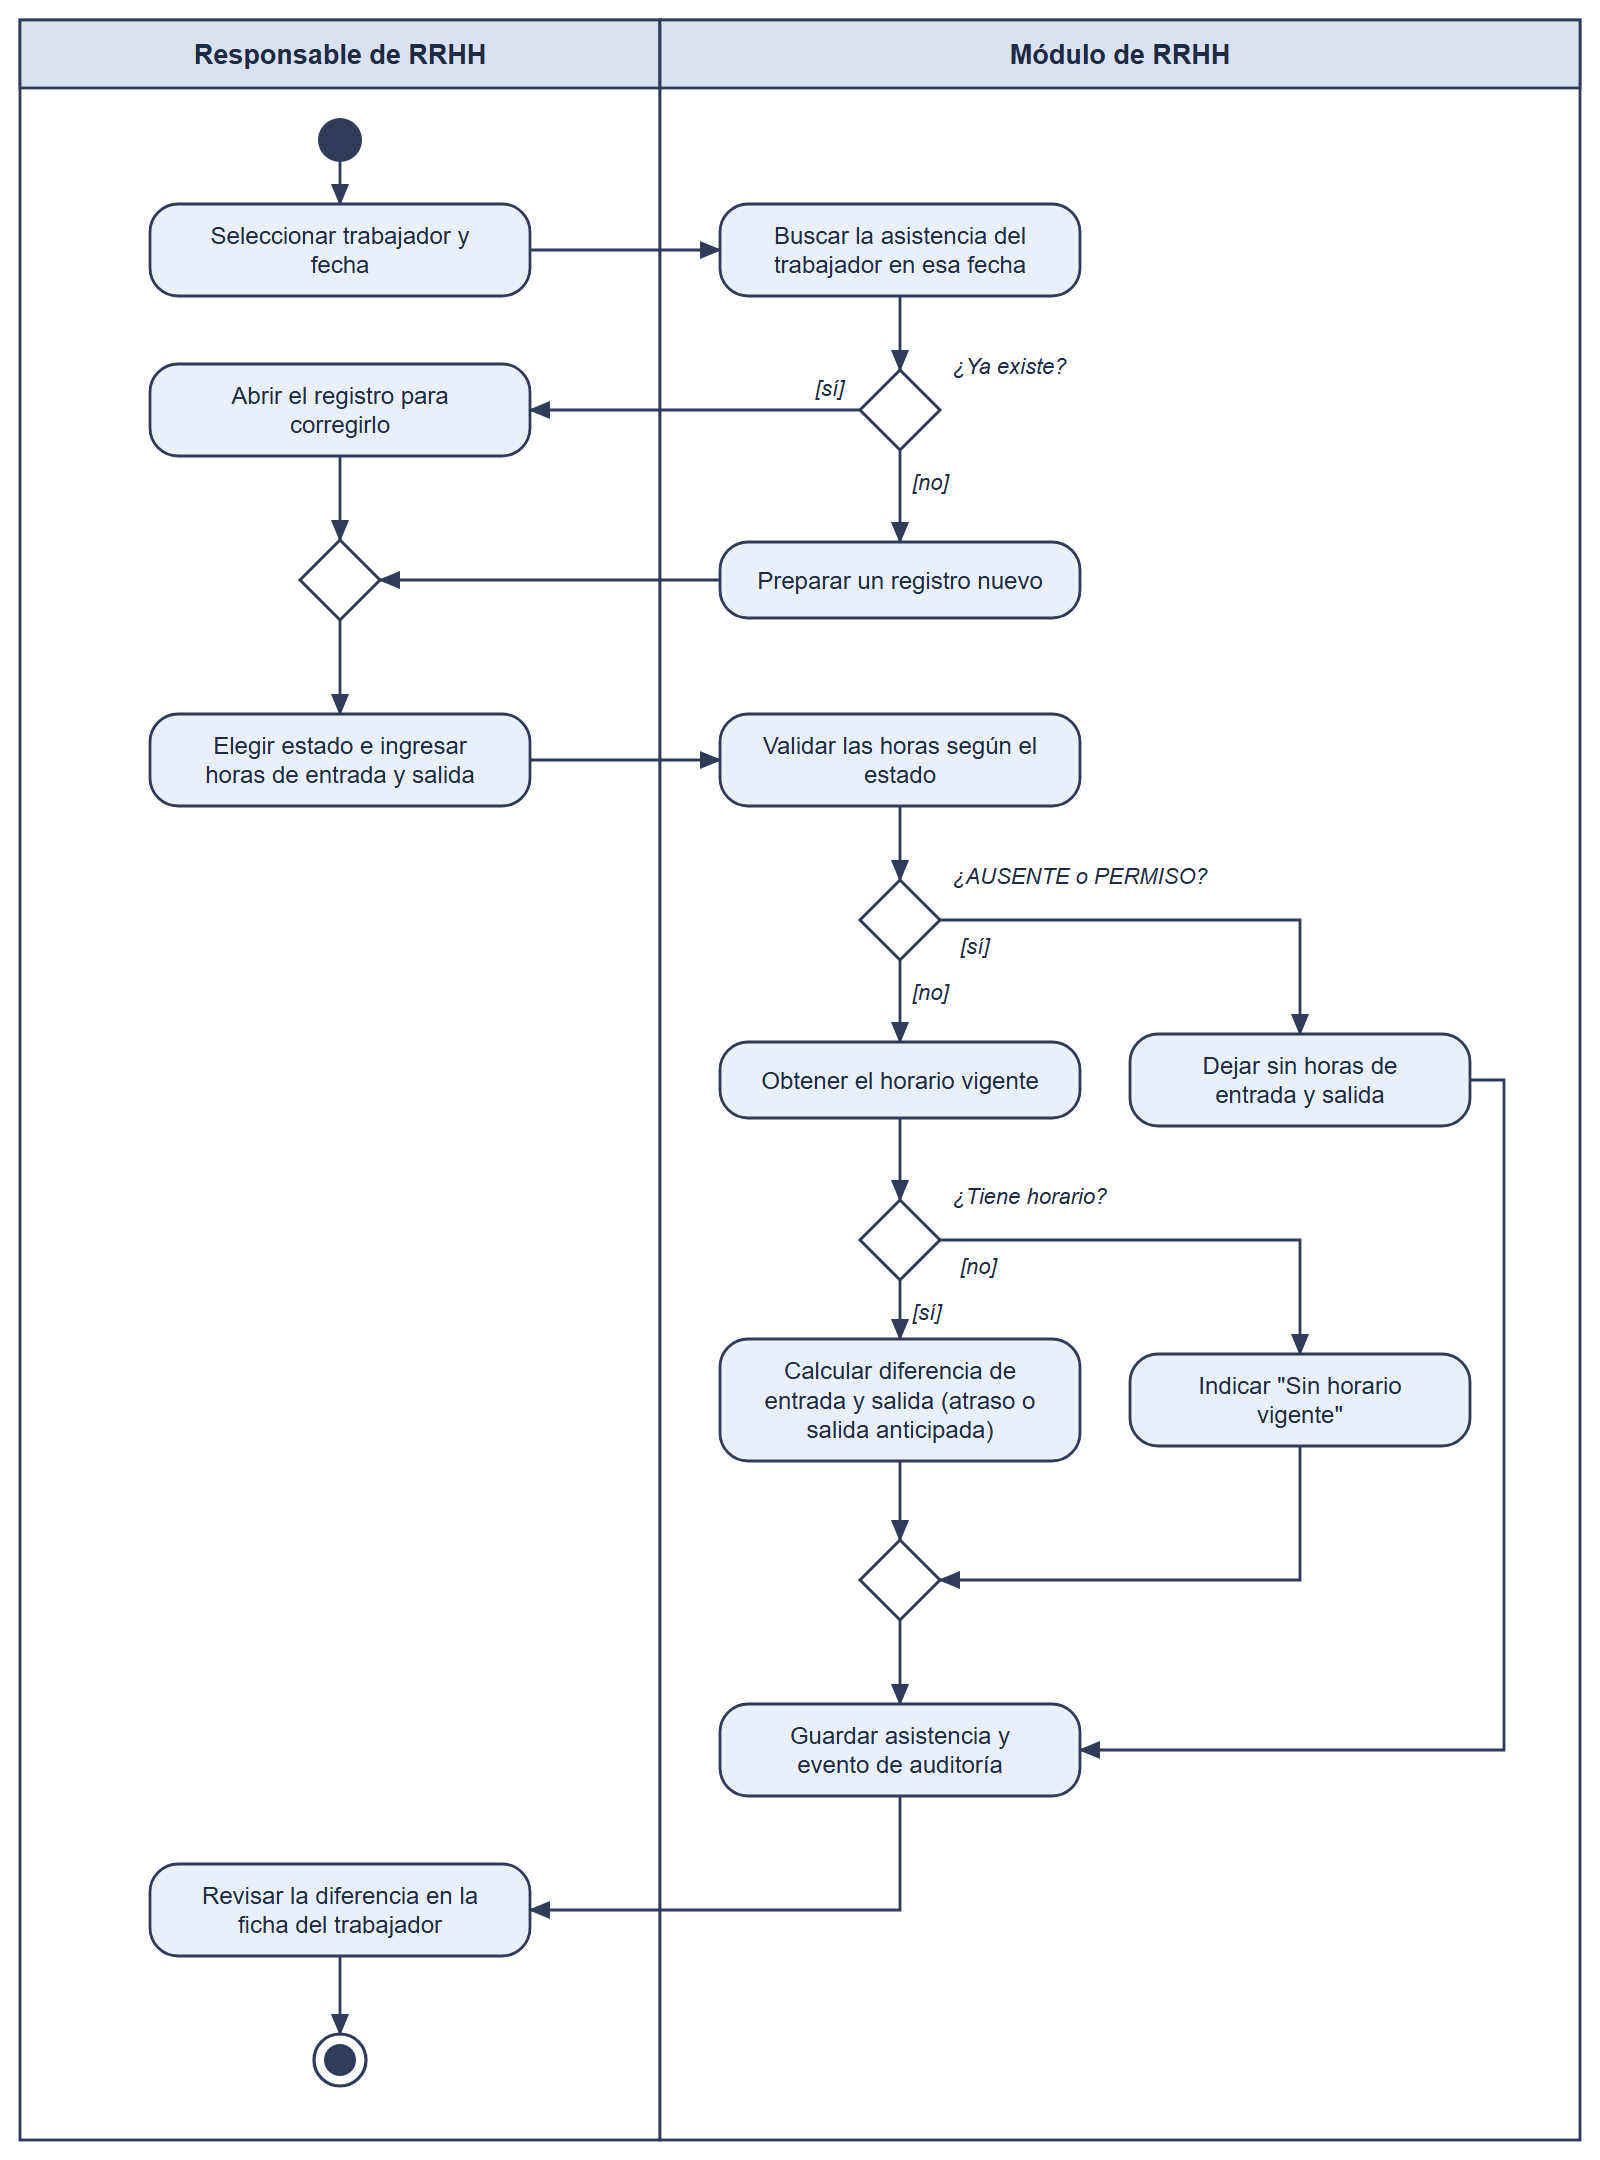 Responsable de RRHH
Módulo de RRHH
Seleccionar trabajador y
fecha
Buscar la asistencia del
trabajador en esa fecha
¿Ya existe?
[sí]
Abrir el registro para
corregirlo
[no]
Preparar un registro nuevo
Elegir estado e ingresar
horas de entrada y salida
Validar las horas según el
estado
¿AUSENTE o PERMISO?
[sí]
[no]
Obtener el horario vigente
Dejar sin horas de
entrada y salida
¿Tiene horario?
[no]
[sí]
Calcular diferencia de
entrada y salida (atraso o
salida anticipada)
Indicar "Sin horario
vigente"
Guardar asistencia y
evento de auditoría
Revisar la diferencia en la
ficha del trabajador